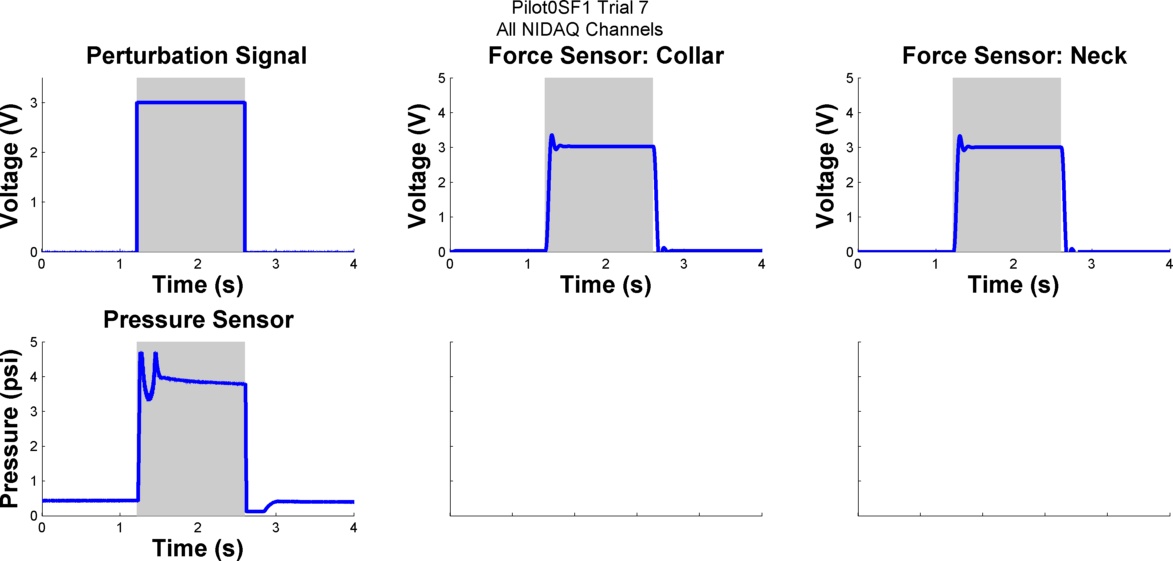 Pilot0SF1 Trial 7
All NIDAQ Channels
Perturbation Signal
Force Sensor: Collar
Force Sensor: Neck
Voltage (V)
3
2
1
0
0 1 2 3 4
Time (s)
Voltage (V)
5
4
3
2
1
0
0 1 2 3 4
Time (s)
Voltage (V)
5
4
3
2
1
0
0 1 2 3 4
Time (s)
Pressure Sensor
Pressure (psi)
5
4
3
2
1
0
0 1 2 3 4
Time (s)